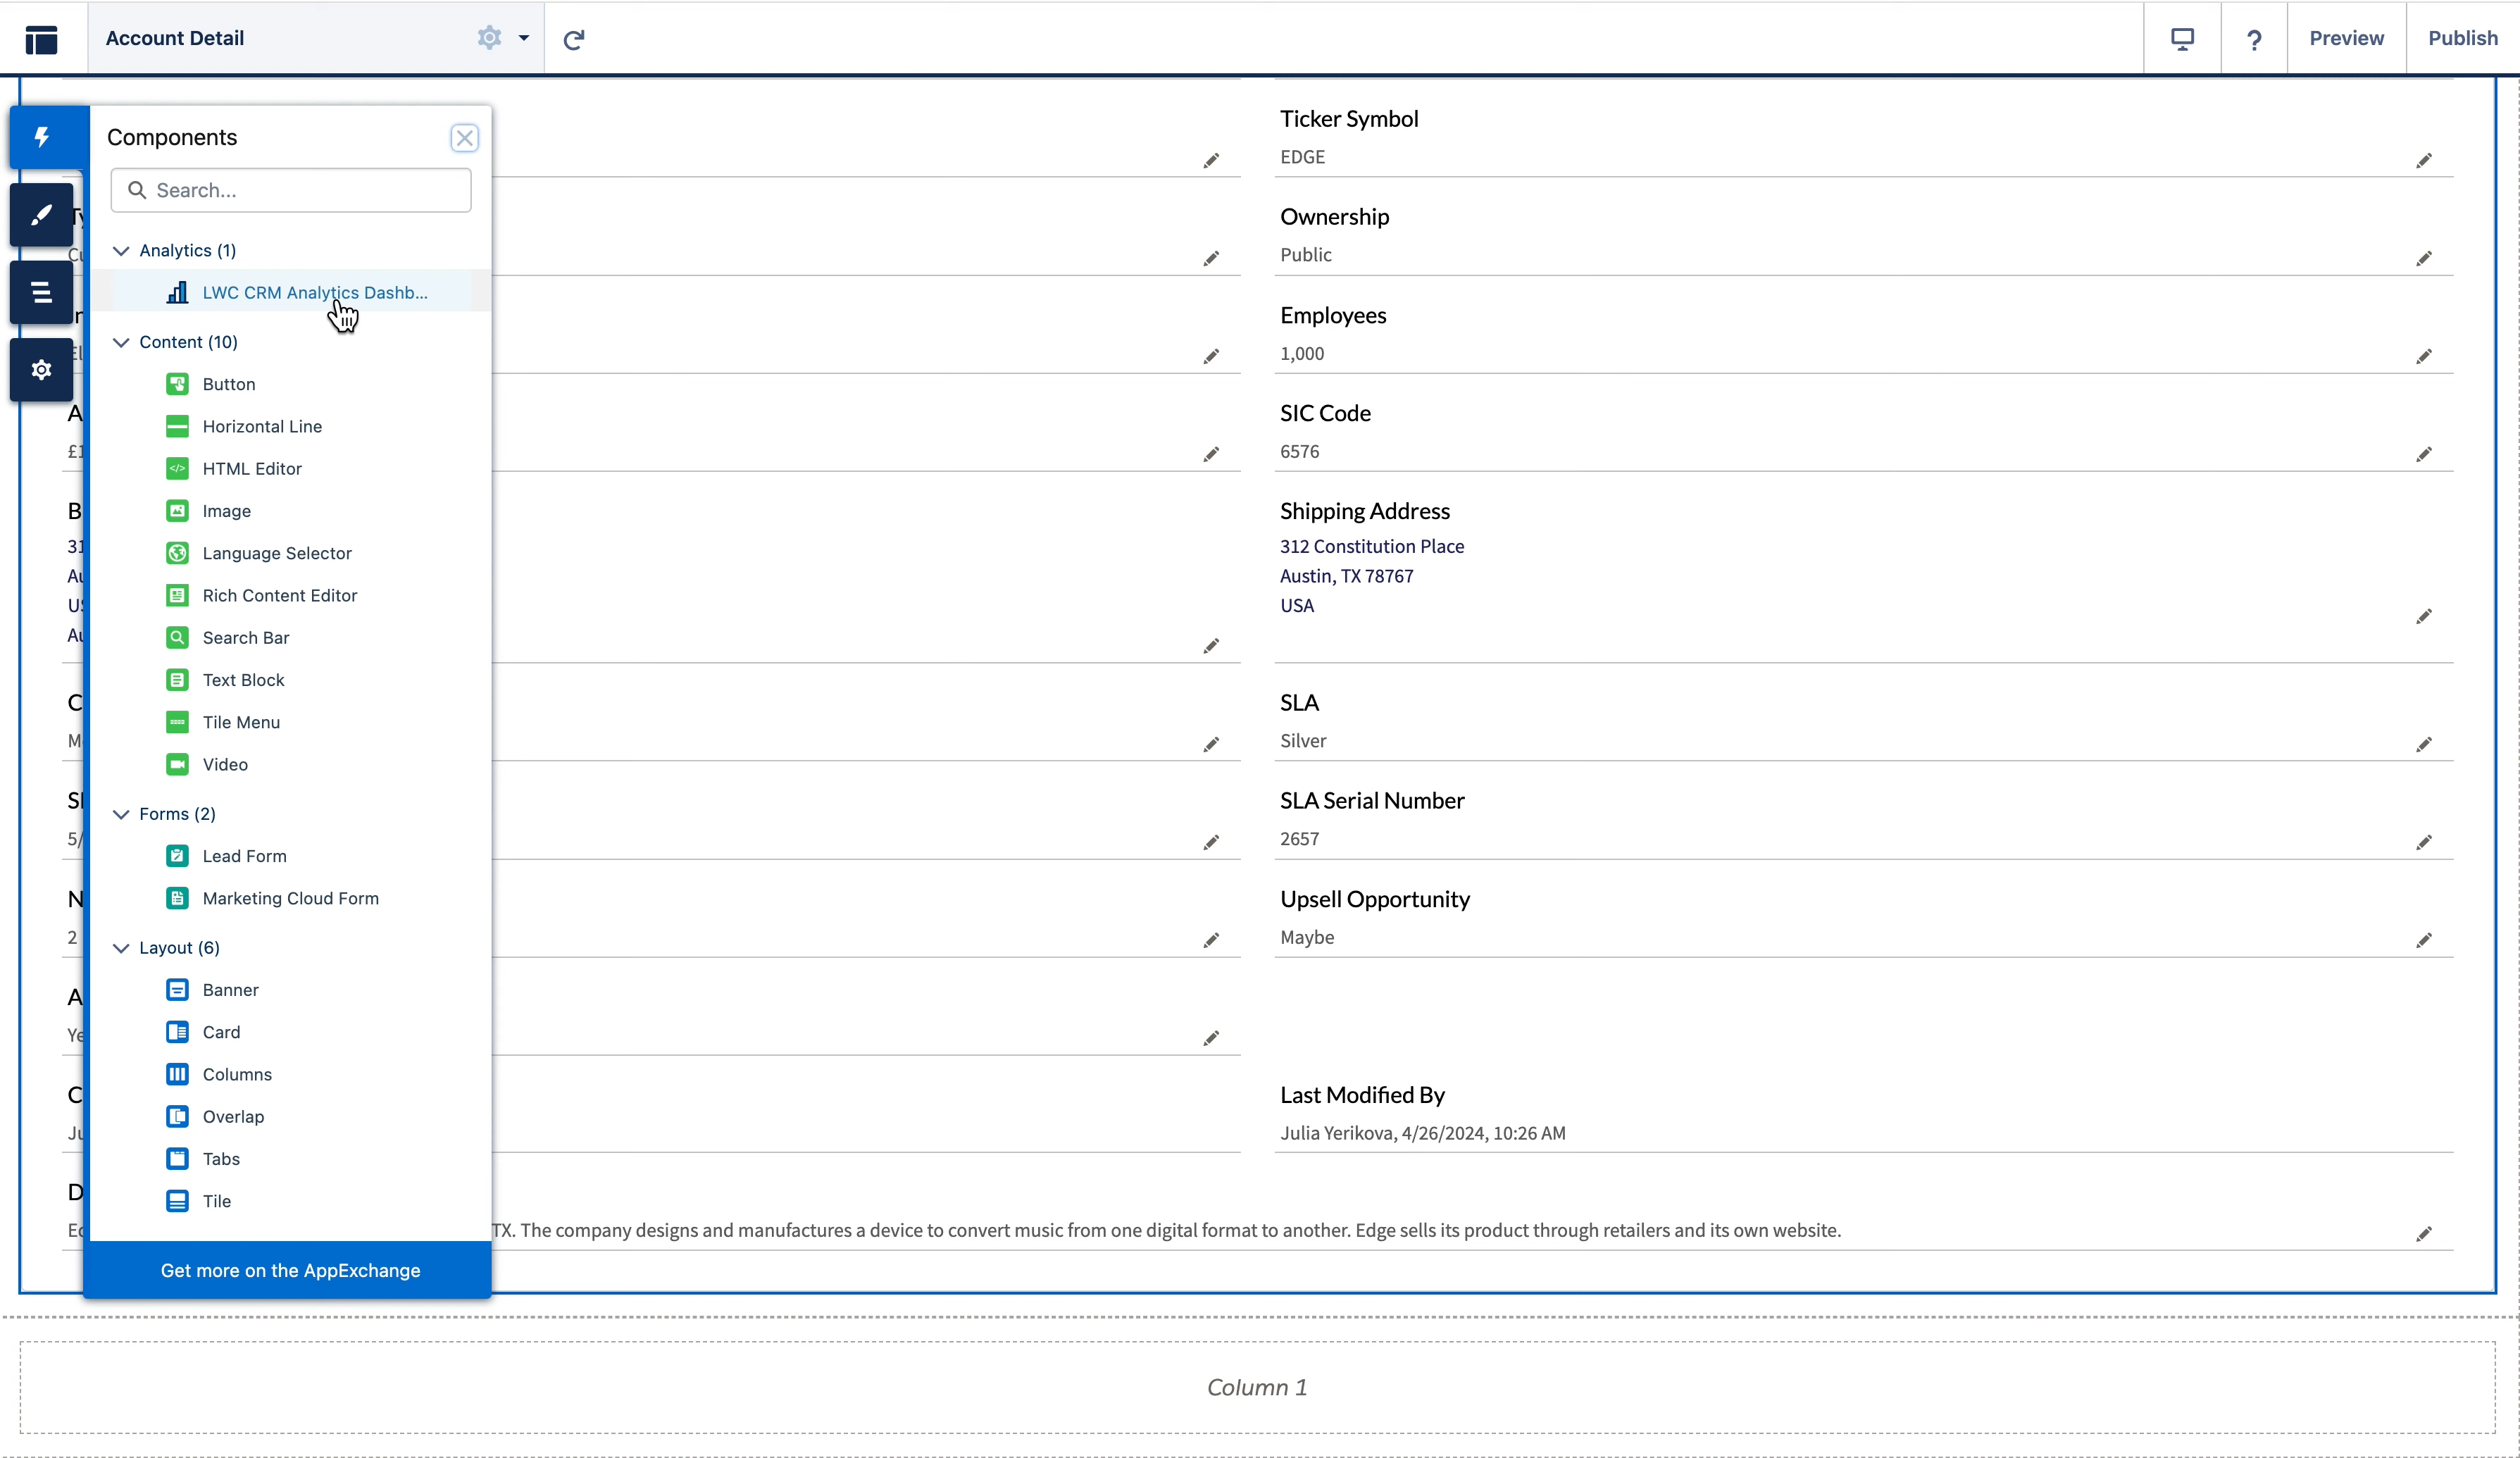 Account Detail
?
Preview
Publish
Components
Search...
Analytics (1)
LWC CRM Analytics Dashb...
Content (10)
Button
Horizontal Line
HTML Editor
Image
Language Selector
Rich Content Editor
Search Bar
Text Block
Tile Menu
Video
Forms (2)
Lead Form
Marketing Cloud Form
Layout (6)
Banner
Card
Columns
Overlap
Tabs
Tile
Get more on the AppExchange
Ticker Symbol
EDGE
Ownership
Public
Employees
1,000
SIC Code
6576
Shipping Address
312 Constitution Place
Austin, TX 78767
USA
SLA
Silver
SLA Serial Number
2657
Upsell Opportunity
Maybe
Last Modified By
Julia Yerikova, 4/26/2024, 10:26 AM
TX. The company designs and manufactures a device to convert music from one digital format to another. Edge sells its product through retailers and its own website.
Column 1